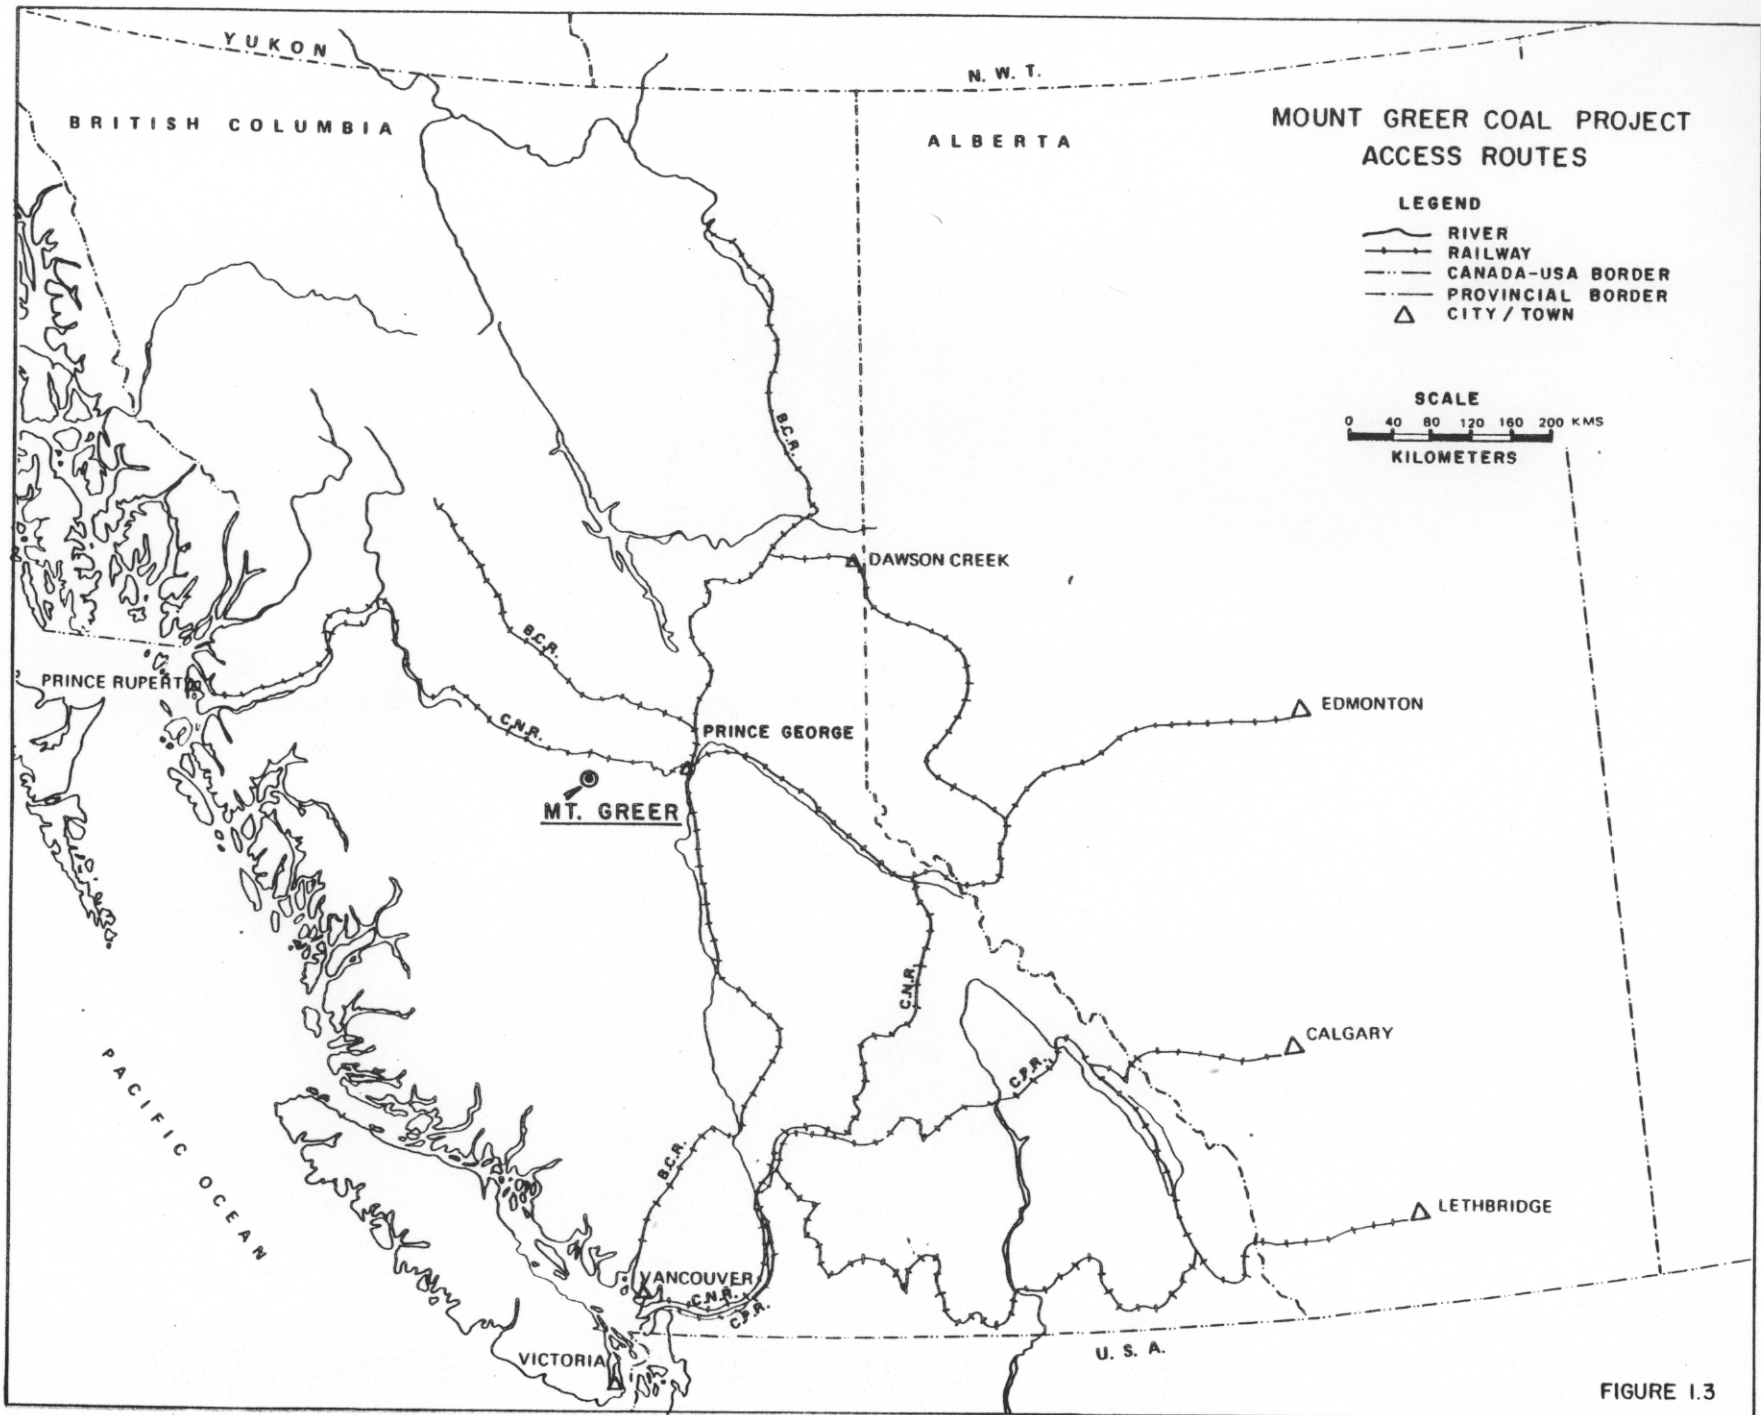 YUKON
N. W. T.
BRITISH COLUMBIA
ALBERTA
MOUNT GREER COAL PROJECT
ACCESS ROUTES
LEGEND
RIVER
RAILWAY
CANADA-USA BORDER
PROVINCIAL BORDER
CITY / TOWN
SCALE
0 40 80 120 160 200 KMS
KILOMETERS
B.C.R.
DAWSON CREEK
B.C.R.
PRINCE RUPERT
C.N.R.
PRINCE GEORGE
EDMONTON
MT. GREER
C.N.R.
CALGARY
C.P.R.
PACIFIC OCEAN
B.C.R.
LETHBRIDGE
VANCOUVER
C.N.R.
C.P.R.
VICTORIA
U. S. A.
FIGURE 1.3